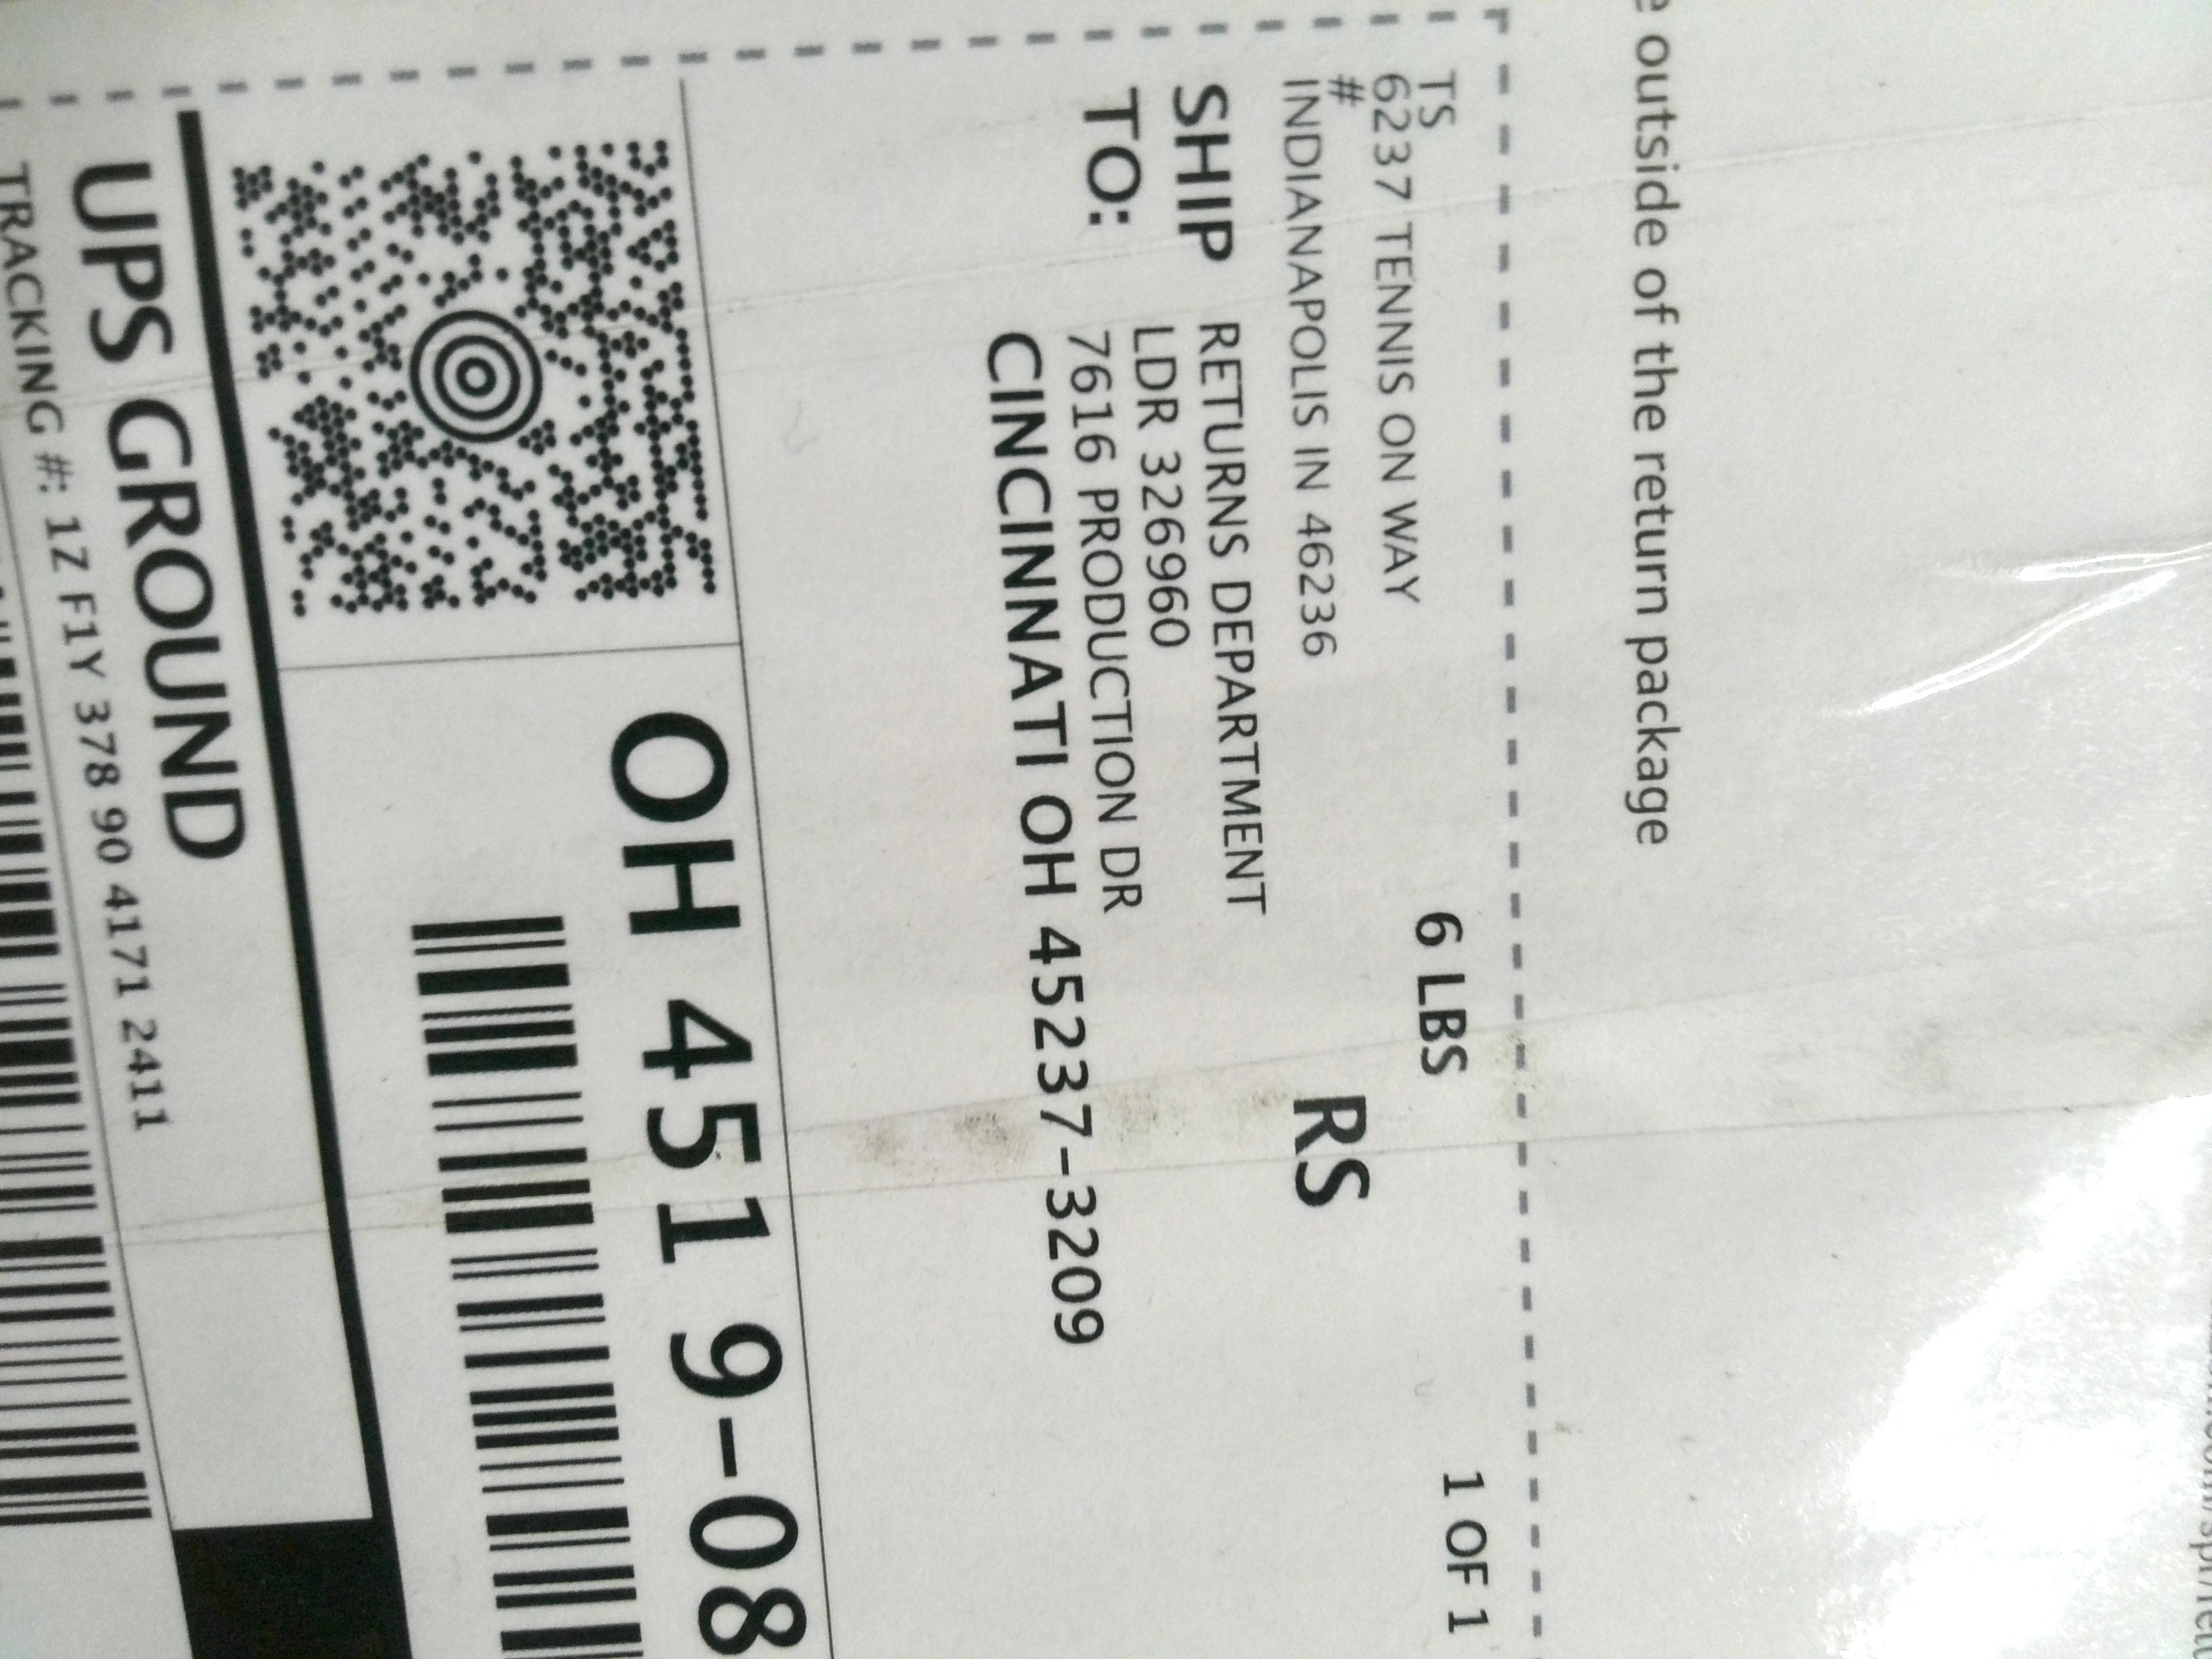 e outside of the return package
TS
6237 TENNIS ON WAY
#
INDIANAPOLIS IN 46236
6 LBS
1 OF 1
RS
SHIP TO:
RETURNS DEPARTMENT
LDR 326960
7616 PRODUCTION DR
CINCINNATI OH 45237-3209
OH 451 9-08
UPS GROUND
TRACKING #: 1Z F1Y 378 90 4171 2411